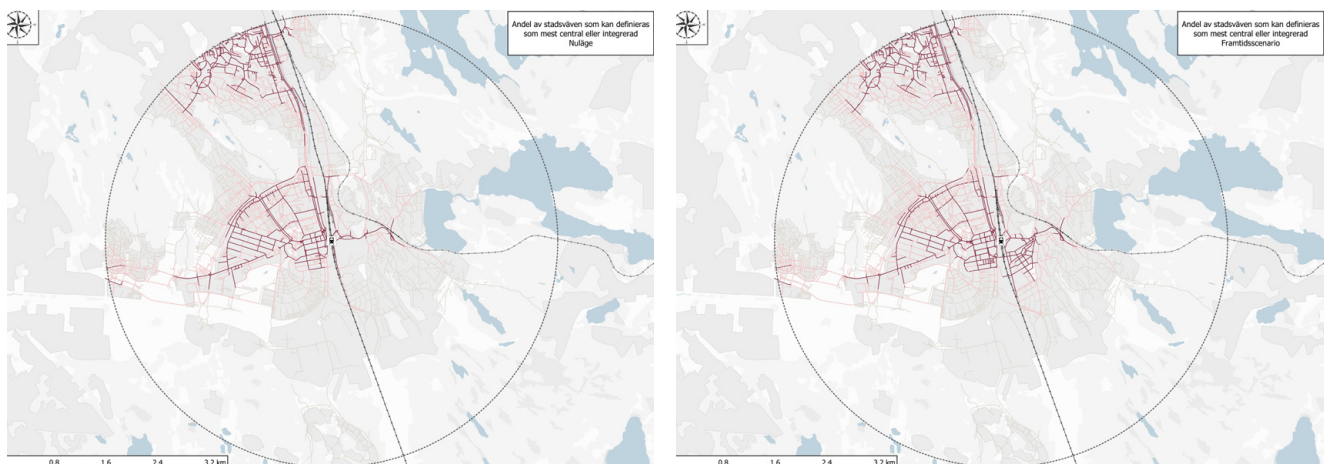 Andel av stadsväven som kan definieras
som mest central eller integrerad
Nuläge
0.8 1.6 2.4 3.2 km
Andel av stadsväven som kan definieras
som mest central eller integrerad
Framtidsscenario
0.8 1.6 2.4 3.2 km